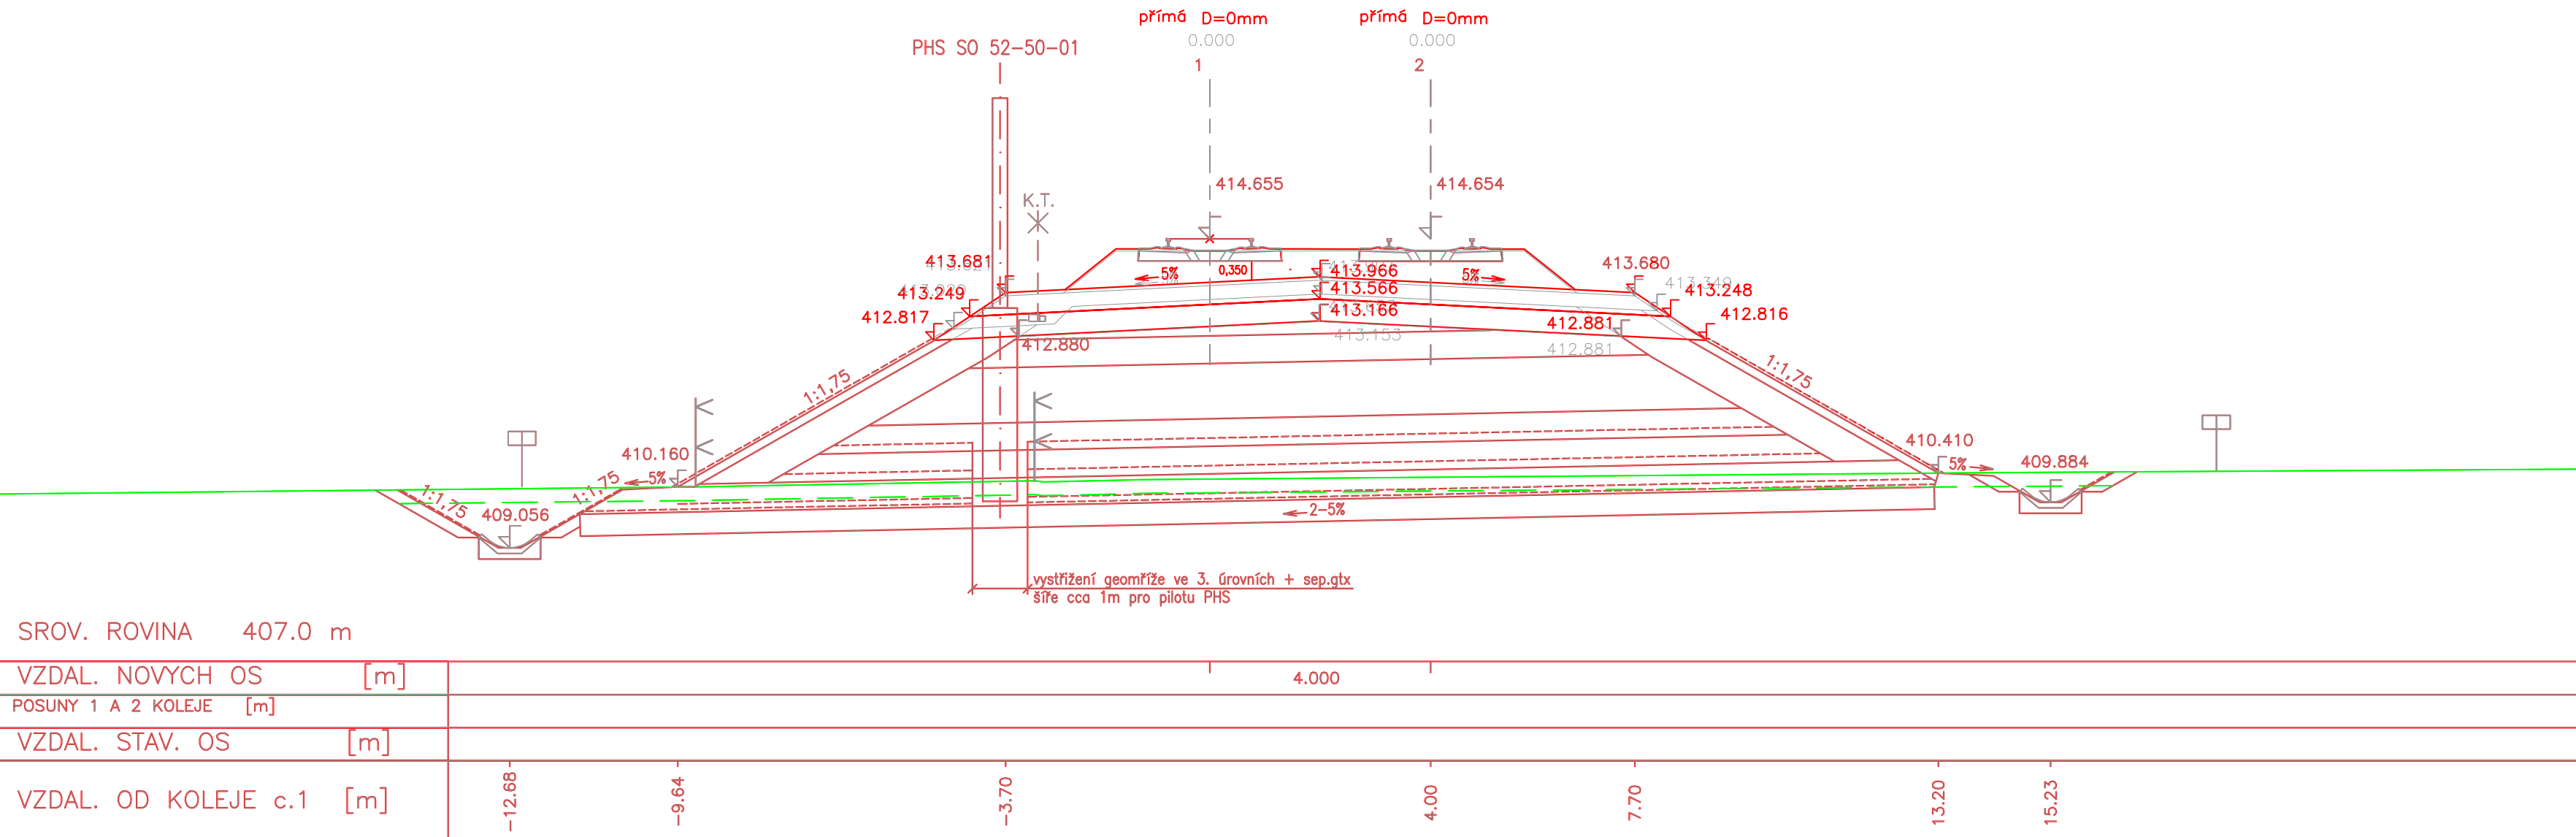 přímá D=0mm přímá D=0mm
0.000 0.000
PHS SO 52-50-01
1 2
414.655 414.654
K.T.
413.681 413.680
413.249 413.248
412.817 412.816
5% 0,350 5%
413.966
413.566
413.166
413.153
412.881
412.881
412.880
413.349
1:1,75 1:1,75
410.160 410.410
5% 5%
409.884
1:1,75 1:1,75
409.056
2-5%
vystřižení geomříže ve 3. úrovních + sep.gtx
šíře cca 1m pro pilotu PHS
SROV. ROVINA 407.0 m
VZDAL. NOVYCH OS [m] 4.000
POSUNY 1 A 2 KOLEJE [m]
VZDAL. STAV. OS [m]
VZDAL. OD KOLEJE c.1 [m] -12.68 -9.64 -3.70 4.00 7.70 13.20 15.23